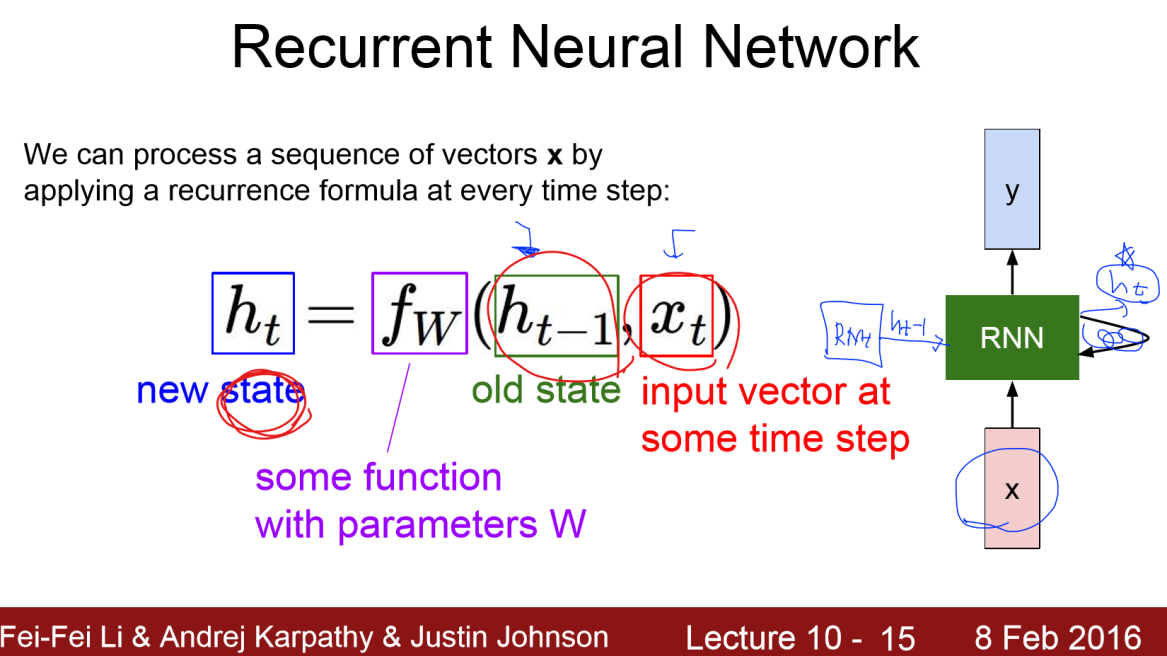 Recurrent Neural Network
We can process a sequence of vectors x by
applying a recurrence formula at every time step:
y
h_t
h_t = f_W(h_{t-1}, x_t)
RNN
h_{t-1}
RNN
new state
old state
input vector at
some time step
some function
with parameters W
x
Fei-Fei Li & Andrej Karpathy & Justin Johnson
Lecture 10 - 15
8 Feb 2016